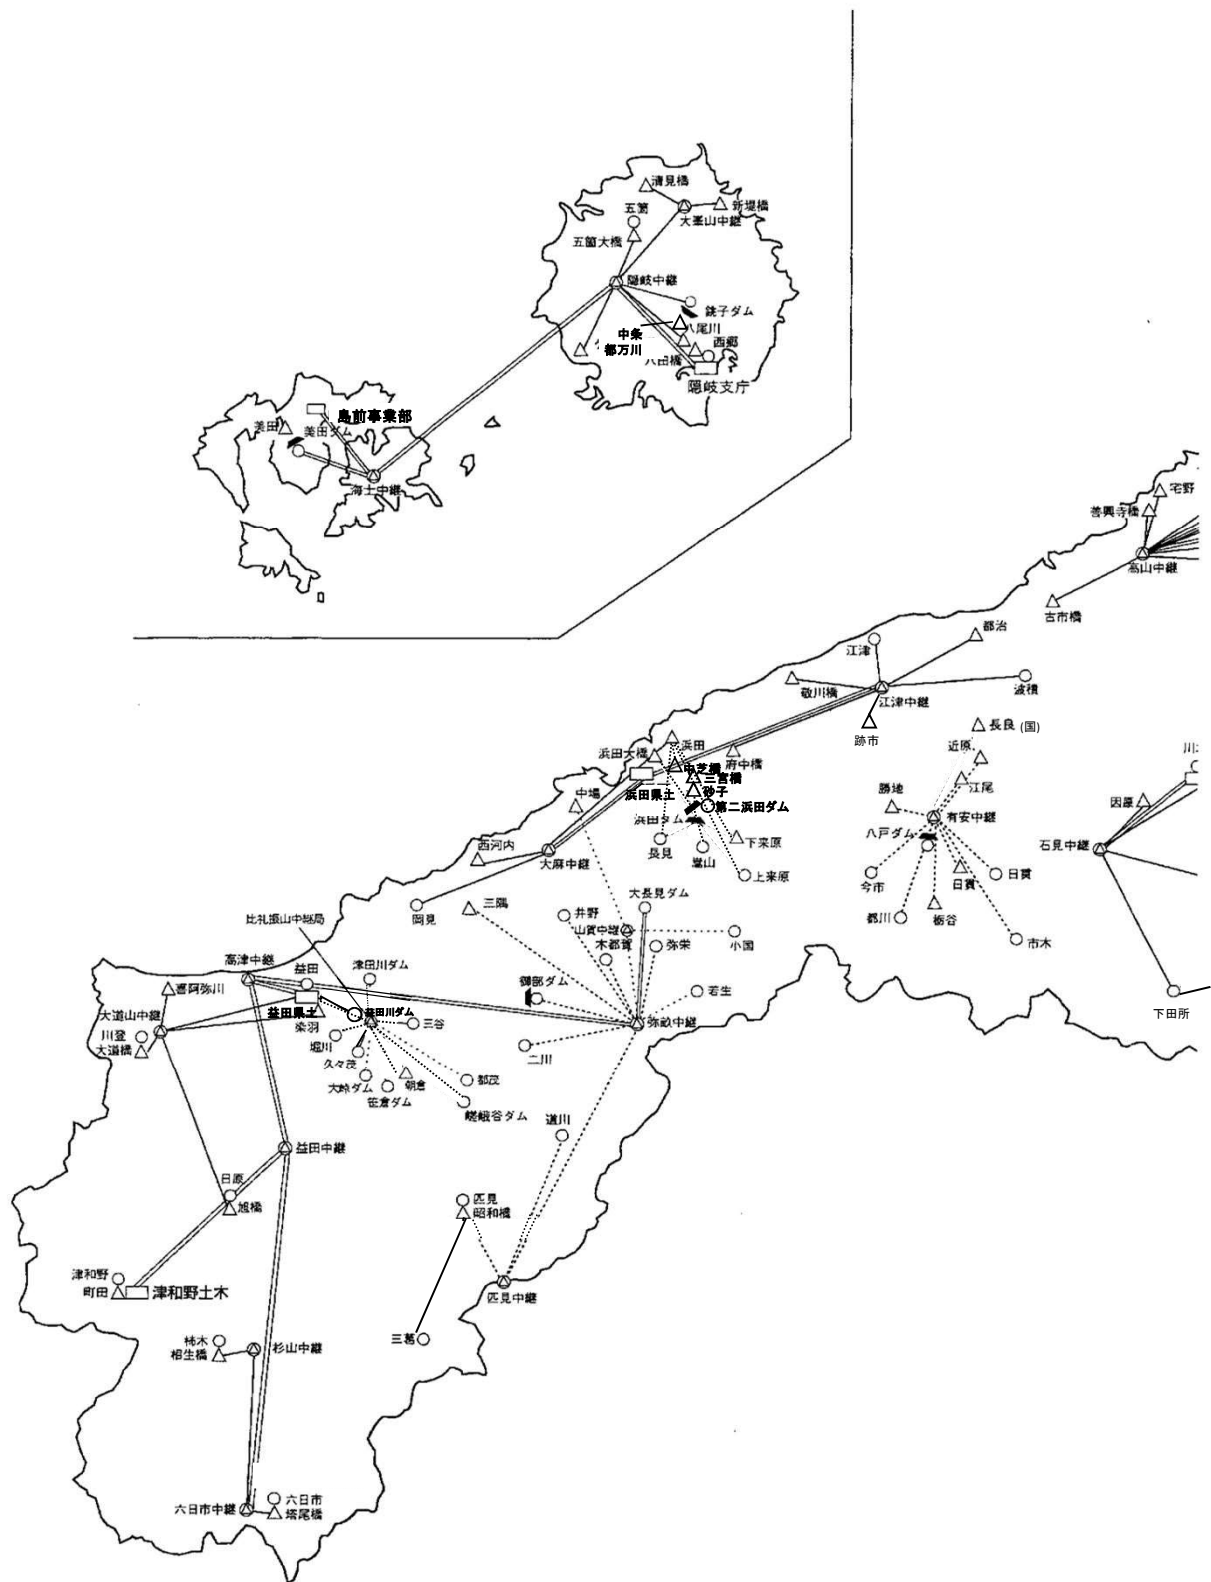 清見橋
新堤橋
五箇
大峯山中継
五箇大橋
隠岐中継
銚子ダム
八尾川
中条
都万川
西郷
八田橋
隠岐支庁
島前事業部
美田
美田ダム
海士中継
宅野
善興寺橋
高山中継
古市橋
都治
江津
敬川橋
江津中継
波積
跡市
長良 (国)
近原
江尾
浜田
浜田大橋
府中橋
中芝橋
三宮橋
浜田県土
砂子
第二浜田ダム
浜田ダム
中場
長見
嵩山
下来原
上来原
勝地
有安中継
八戸ダム
今市
日貫
日貫
都川
栃谷
市木
因原
石見中継
下田所
西河内
大麻中継
岡見
三隅
井野
大長見ダム
山賀中継
木都賀
弥栄
小国
比礼振山中継局
高津中継
益田
津田川ダム
御部ダム
若生
喜阿弥川
大道山中継
益田県土
染羽
益田川ダム
三谷
弥畝中継
川登
大道橋
堀川
久々茂
二川
大峠ダム
朝倉
笹倉ダム
都茂
嵯峨谷ダム
道川
益田中継
日原
旭橋
匹見
昭和橋
津和野
町田
津和野土木
匹見中継
三葛
柿木
相生橋
杉山中継
六日市中継
六日市
塔尾橋